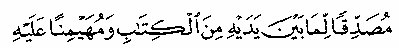 مُصَدِّقًا لِّمَا بَيْنَ يَدَيْهِ مِنَ ٱلْكِتَٰبِ وَمُهَيْمِنًا عَلَيْهِ